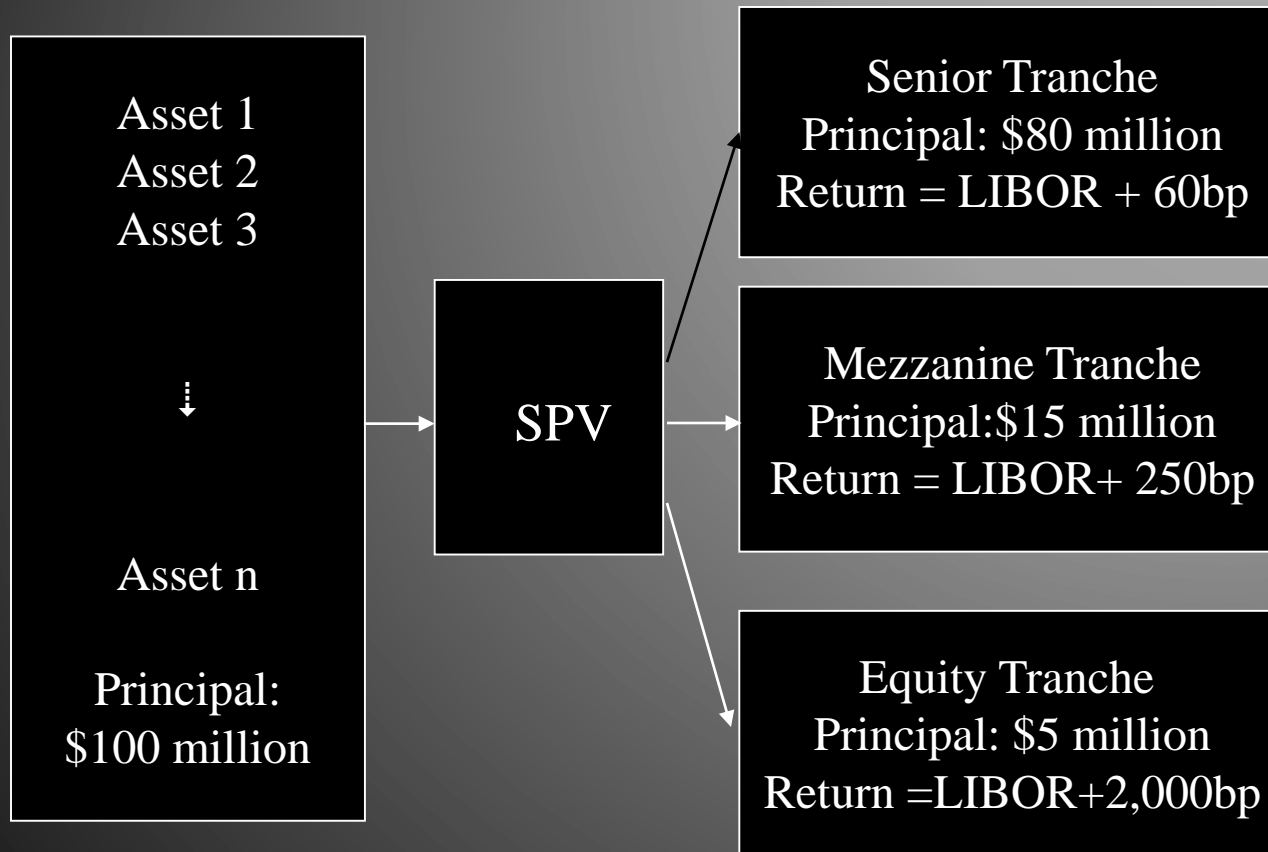 Asset 1
Asset 2
Asset 3
Asset n
Principal:
$100 million
SPV
Senior Tranche
Principal: $80 million
Return = LIBOR + 60bp
Mezzanine Tranche
Principal:$15 million
Return = LIBOR+ 250bp
Equity Tranche
Principal: $5 million
Return =LIBOR+2,000bp